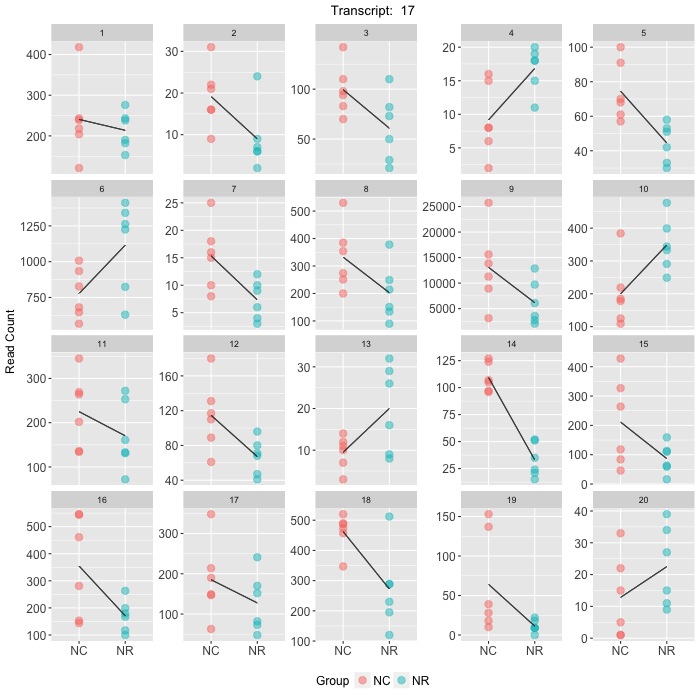 Transcript: 17
1 2 3 4 5
400 300 200
30 20 10
100 50
20 15 10 5
100 80 60 40
6 7 8 9 10
1250 1000 750
25 20 15 10 5
500 400 300 200 100
25000 20000 15000 10000 5000
400 300 200 100
Read Count
11 12 13 14 15
300 200 100
160 120 80 40
30 20 10
125 100 75 50 25
400 300 200 100 0
16 17 18 19 20
500 400 300 200 100
300 200 100
500 400 300 200 100
150 100 50 0
40 30 20 10 0
NC NR NC NR NC NR NC NR NC NR
Group NC NR